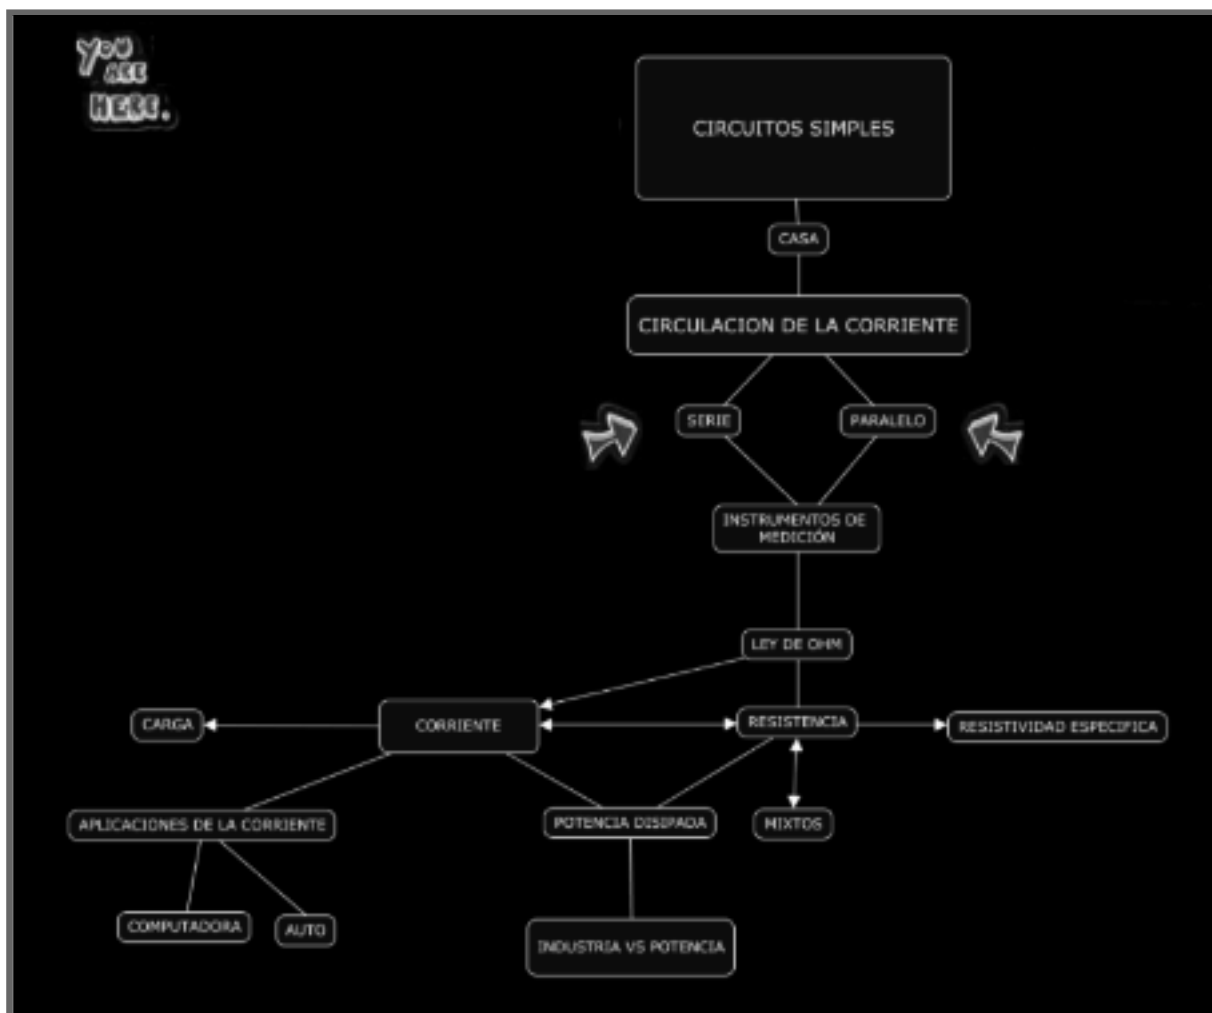 YOU
ARE
HERE.
CIRCUITOS SIMPLES
CASA
CIRCULACION DE LA CORRIENTE
SERIE
PARALELO
INSTRUMENTOS DE
MEDICIÓN
LEY DE OHM
CARGA
CORRIENTE
RESISTENCIA
RESISTIVIDAD ESPECIFICA
APLICACIONES DE LA CORRIENTE
POTENCIA DISIPADA
MIXTOS
COMPUTADORA
AUTO
INDUSTRIA VS POTENCIA